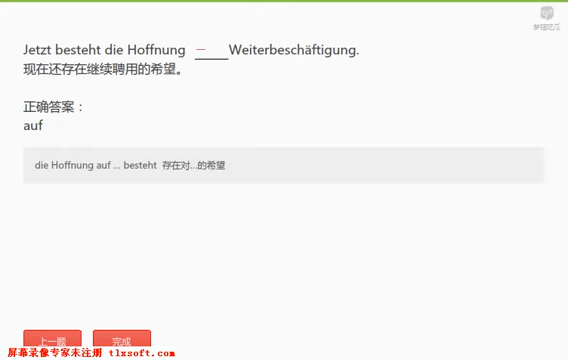 Jetzt besteht die Hoffnung — Weiterbeschäftigung.
现在还存在继续聘用的希望。
正确答案：
auf
die Hoffnung auf ... besteht 存在对...的希望
上一题 完成
屏幕录像专家未注册 tlxsoft.com